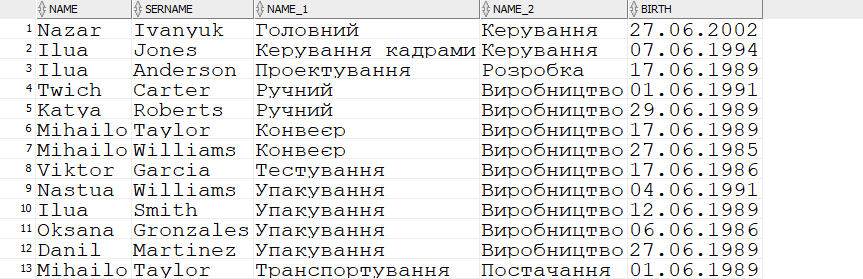 NAME SERNAME NAME_1 NAME_2 BIRTH
1 Nazar Ivanyuk Головний Керування 27.06.2002
2 Ilua Jones Керування кадрами Керування 07.06.1994
3 Ilua Anderson Проектування Розробка 17.06.1989
4 Twich Carter Ручний Виробництво 01.06.1991
5 Katya Roberts Ручний Виробництво 29.06.1989
6 Mihailo Taylor Конвеєр Виробництво 17.06.1989
7 Mihailo Williams Конвеєр Виробництво 27.06.1985
8 Viktor Garcia Тестування Виробництво 17.06.1986
9 Nastua Williams Упакування Виробництво 04.06.1991
10 Ilua Smith Упакування Виробництво 12.06.1989
11 Oksana Gronzales Упакування Виробництво 06.06.1986
12 Danil Martinez Упакування Виробництво 27.06.1989
13 Mihailo Taylor Транспортування Постачання 01.06.1989